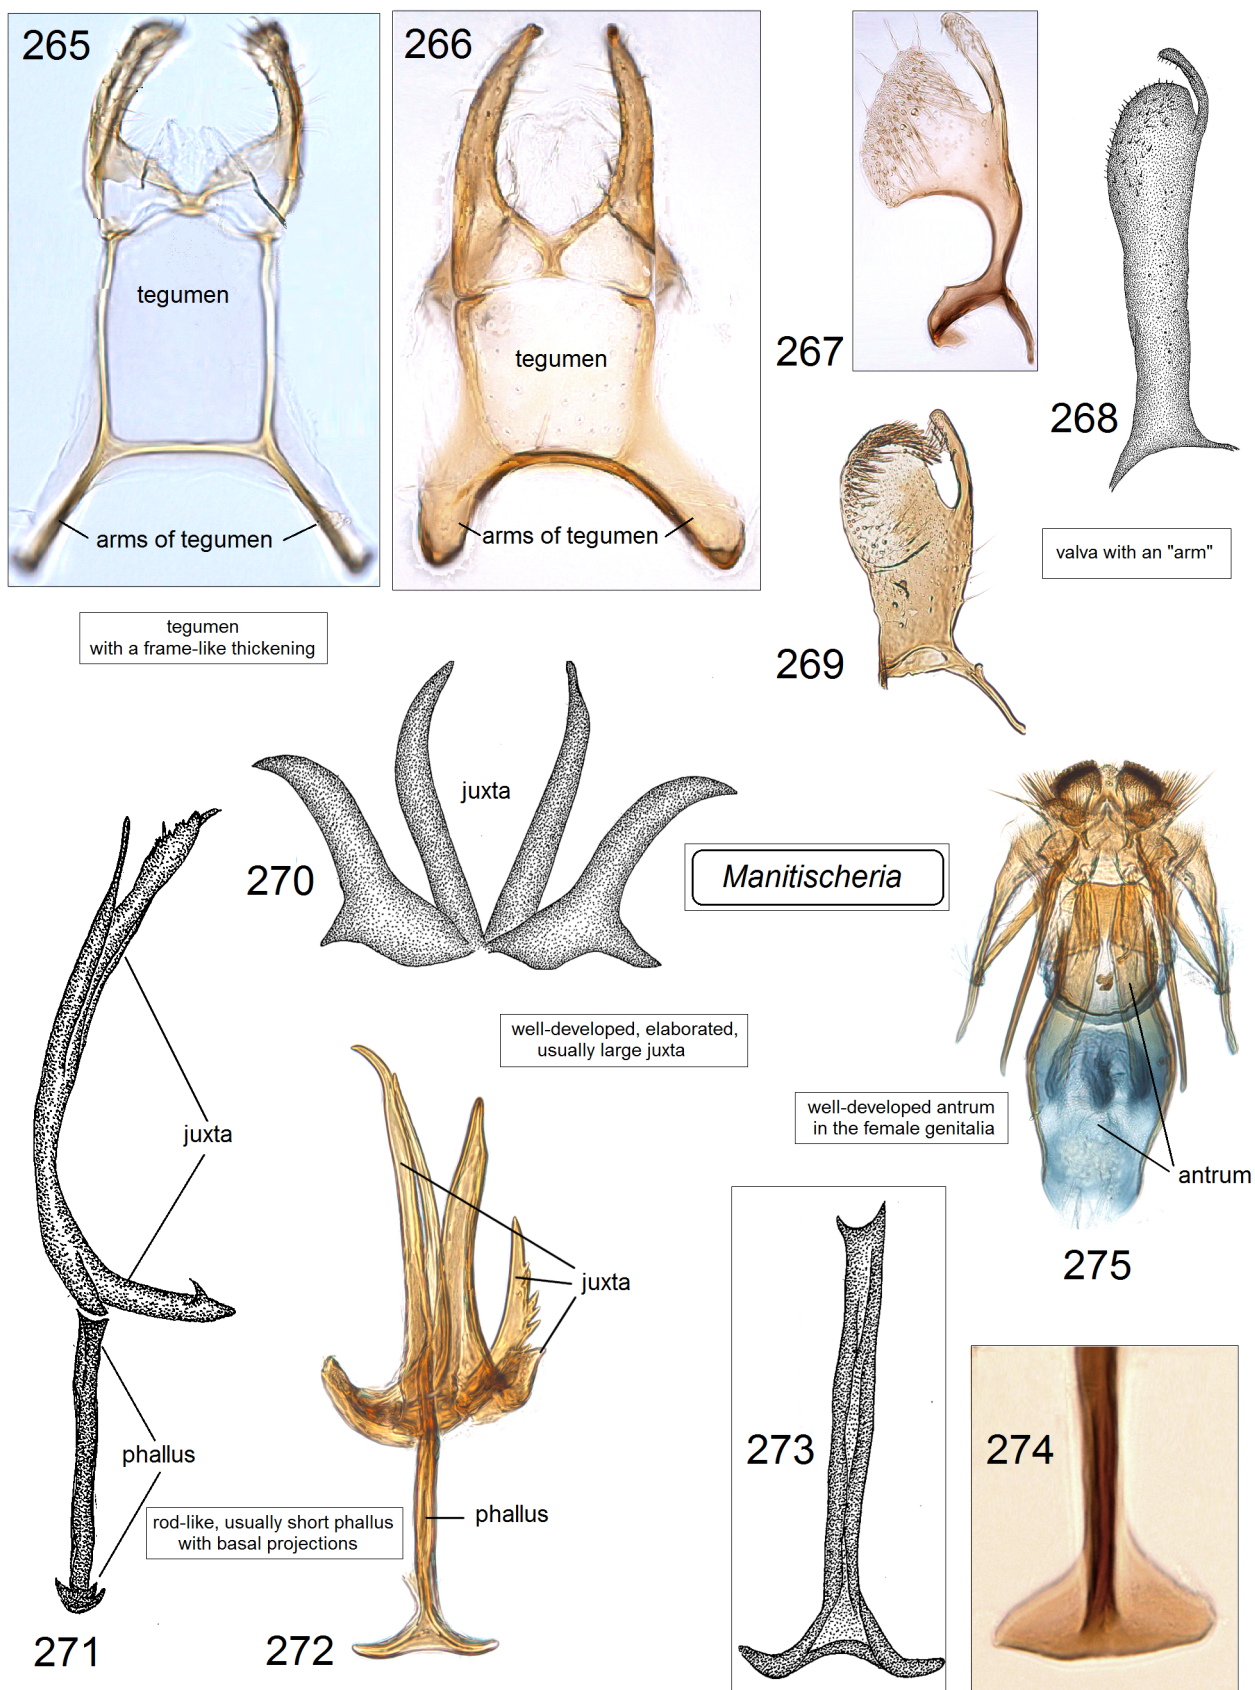 265
266
267
268
tegumen
tegumen
arms of tegumen
arms of tegumen
valva with an "arm"
tegumen
with a frame-like thickening
269
juxta
270
Manitischeria
well-developed, elaborated,
usually large juxta
well-developed antrum
in the female genitalia
juxta
antrum
275
juxta
phallus
273
274
rod-like, usually short phallus
with basal projections
phallus
271
272